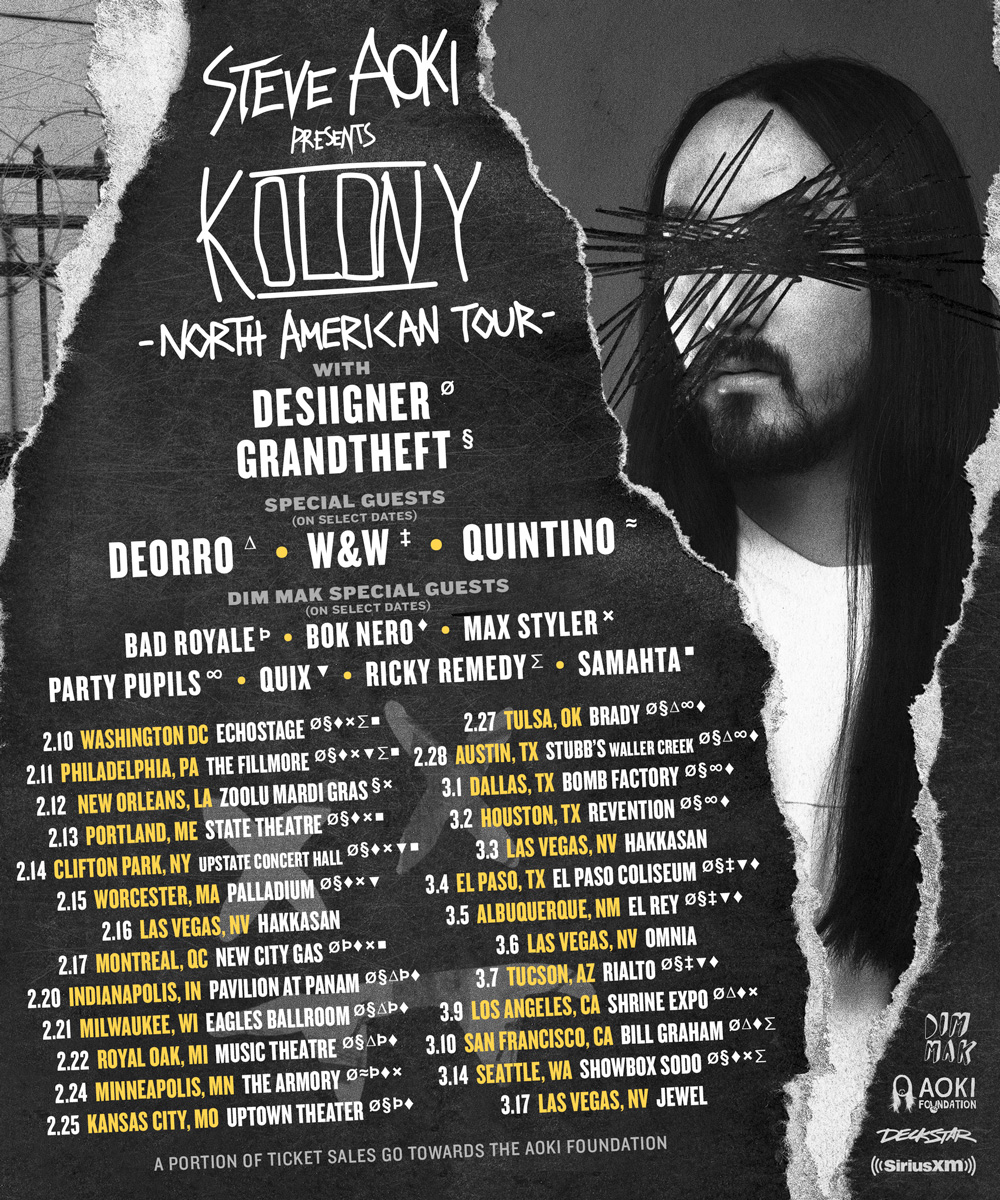 STEVE AOKI
PRESENTS
KOLONY
-NORTH AMERICAN TOUR-
WITH
DESIIGNER Ø
GRANDTHEFT §
SPECIAL GUESTS
(ON SELECT DATES)
DEORRO ∆ • W&W ‡ • QUINTINO ≈
DIM MAK SPECIAL GUESTS
(ON SELECT DATES)
BAD ROYALE Þ • BOK NERO ♦ • MAX STYLER ×
PARTY PUPILS ∞ • QUIX ▼ • RICKY REMEDY Σ • SAMAHTA ■
2.10 WASHINGTON DC ECHOSTAGE Ø§♦×Σ■
2.11 PHILADELPHIA, PA THE FILLMORE Ø§♦×▼Σ■
2.12 NEW ORLEANS, LA ZOOLU MARDI GRAS §×
2.13 PORTLAND, ME STATE THEATRE Ø§♦×■
2.14 CLIFTON PARK, NY UPSTATE CONCERT HALL Ø§♦×▼■
2.15 WORCESTER, MA PALLADIUM Ø§♦×▼
2.16 LAS VEGAS, NV HAKKASAN
2.17 MONTREAL, QC NEW CITY GAS ØÞ♦×■
2.20 INDIANAPOLIS, IN PAVILION AT PANAM Ø§∆Þ♦
2.21 MILWAUKEE, WI EAGLES BALLROOM Ø§∆Þ♦
2.22 ROYAL OAK, MI MUSIC THEATRE Ø§∆Þ♦
2.24 MINNEAPOLIS, MN THE ARMORY Ø≈Þ♦×
2.25 KANSAS CITY, MO UPTOWN THEATER Ø§Þ♦
2.27 TULSA, OK BRADY Ø§∆∞♦
2.28 AUSTIN, TX STUBB'S WALLER CREEK Ø§∆∞♦
3.1 DALLAS, TX BOMB FACTORY Ø§∞♦
3.2 HOUSTON, TX REVENTION Ø§∞♦
3.3 LAS VEGAS, NV HAKKASAN
3.4 EL PASO, TX EL PASO COLISEUM Ø§‡▼♦
3.5 ALBUQUERQUE, NM EL REY Ø§‡▼♦
3.6 LAS VEGAS, NV OMNIA
3.7 TUCSON, AZ RIALTO Ø§‡▼♦
3.9 LOS ANGELES, CA SHRINE EXPO Ø∆♦×
3.10 SAN FRANCISCO, CA BILL GRAHAM Ø∆♦Σ
3.14 SEATTLE, WA SHOWBOX SODO Ø§♦×Σ
3.17 LAS VEGAS, NV JEWEL
A PORTION OF TICKET SALES GO TOWARDS THE AOKI FOUNDATION
DIM
MAK
AOKI
FOUNDATION
DECKSTAR
((SiriusXM))